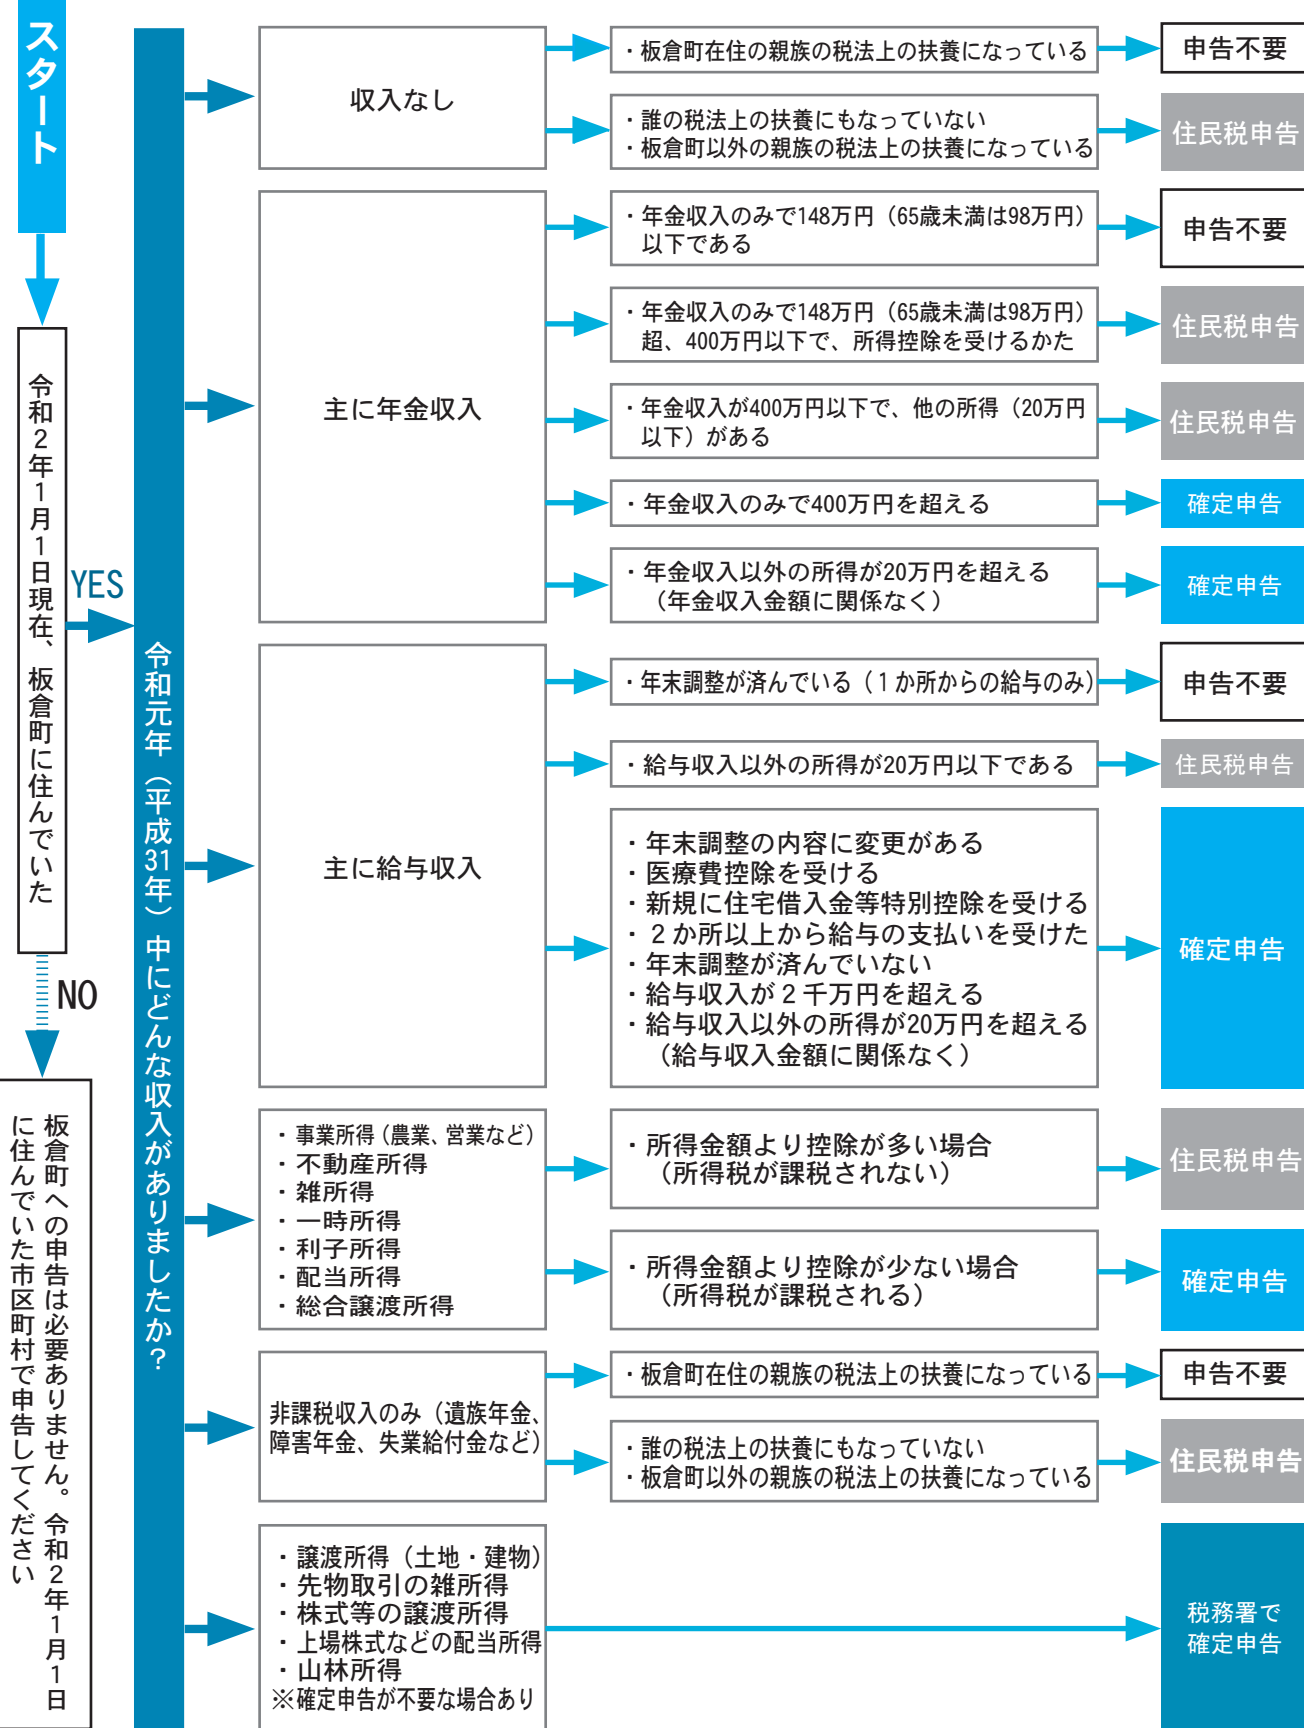 スタート
令和2年1月1日現在、板倉町に住んでいた
YES
NO
板倉町への申告は必要ありません。令和2年1月1日
に住んでいた市区町村で申告してください
令和元年（平成31年）中にどんな収入がありましたか？
収入なし
・板倉町在住の親族の税法上の扶養になっている
申告不要
・誰の税法上の扶養にもなっていない
・板倉町以外の親族の税法上の扶養になっている
住民税申告
主に年金収入
・年金収入のみで148万円（65歳未満は98万円）
以下である
申告不要
・年金収入のみで148万円（65歳未満は98万円）
超、400万円以下で、所得控除を受けるかた
住民税申告
・年金収入が400万円以下で、他の所得（20万円
以下）がある
住民税申告
・年金収入のみで400万円を超える
確定申告
・年金収入以外の所得が20万円を超える
（年金収入金額に関係なく）
確定申告
主に給与収入
・年末調整が済んでいる（１か所からの給与のみ）
申告不要
・給与収入以外の所得が20万円以下である
住民税申告
・年末調整の内容に変更がある
・医療費控除を受ける
・新規に住宅借入金等特別控除を受ける
・２か所以上から給与の支払いを受けた
・年末調整が済んでいない
・給与収入が２千万円を超える
・給与収入以外の所得が20万円を超える
（給与収入金額に関係なく）
確定申告
・事業所得（農業、営業など）
・不動産所得
・雑所得
・一時所得
・利子所得
・配当所得
・総合譲渡所得
・所得金額より控除が多い場合
（所得税が課税されない）
住民税申告
・所得金額より控除が少ない場合
（所得税が課税される）
確定申告
非課税収入のみ（遺族年金、
障害年金、失業給付金など）
・板倉町在住の親族の税法上の扶養になっている
申告不要
・誰の税法上の扶養にもなっていない
・板倉町以外の親族の税法上の扶養になっている
住民税申告
・譲渡所得（土地・建物）
・先物取引の雑所得
・株式等の譲渡所得
・上場株式などの配当所得
・山林所得
※確定申告が不要な場合あり
税務署で
確定申告